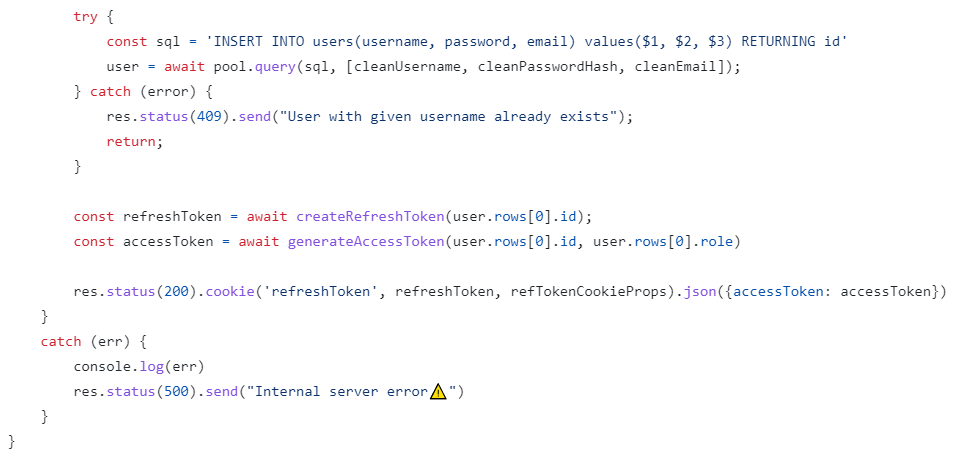 try {
const sql = 'INSERT INTO users(username, password, email) values($1, $2, $3) RETURNING id'
user = await pool.query(sql, [cleanUsername, cleanPasswordHash, cleanEmail]);
} catch (error) {
res.status(409).send("User with given username already exists");
return;
}
const refreshToken = await createRefreshToken(user.rows[0].id);
const accessToken = await generateAccessToken(user.rows[0].id, user.rows[0].role)
res.status(200).cookie('refreshToken', refreshToken, refTokenCookieProps).json({accessToken: accessToken})
}
catch (err) {
console.log(err)
res.status(500).send("Internal server error⚠️")
}
}